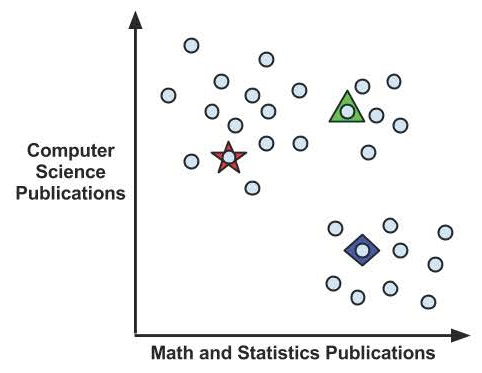 Computer
Science
Publications
Math and Statistics Publications